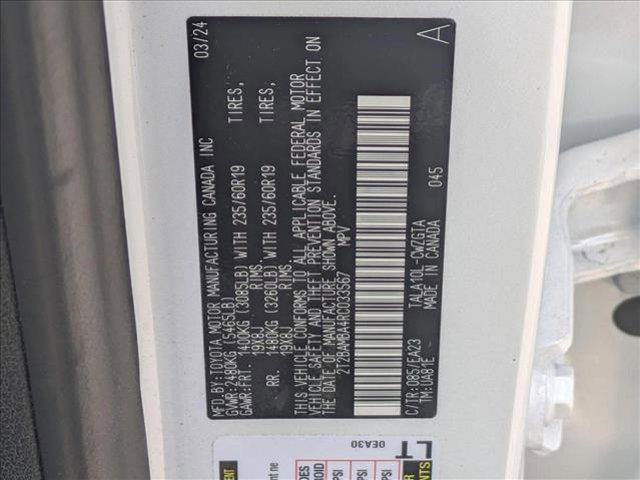 MFD.BY:TOYOTA MOTOR MANUFACTURING CANADA INC 03/24
GVWR:2480KG (5465LB)
GAWR:FRT. 1400KG (3085LB) WITH 235/60R19 TIRES,
19X8J RIMS,
RR. 1480KG (3260LB) WITH 235/60R19 TIRES,
19X8J RIMS.
THIS VEHICLE CONFORMS TO ALL APPLICABLE FEDERAL MOTOR
VEHICLE SAFETY AND THEFT PREVENTION STANDARDS IN EFFECT ON
THE DATE OF MANUFACTURE SHOWN ABOVE.
2T2BAMBA4RC033567 MPV
C/TR:0857EA23 TALA10L-CWZGTA 045
TM:UA81E MADE IN CANADA A
0EA30
LT